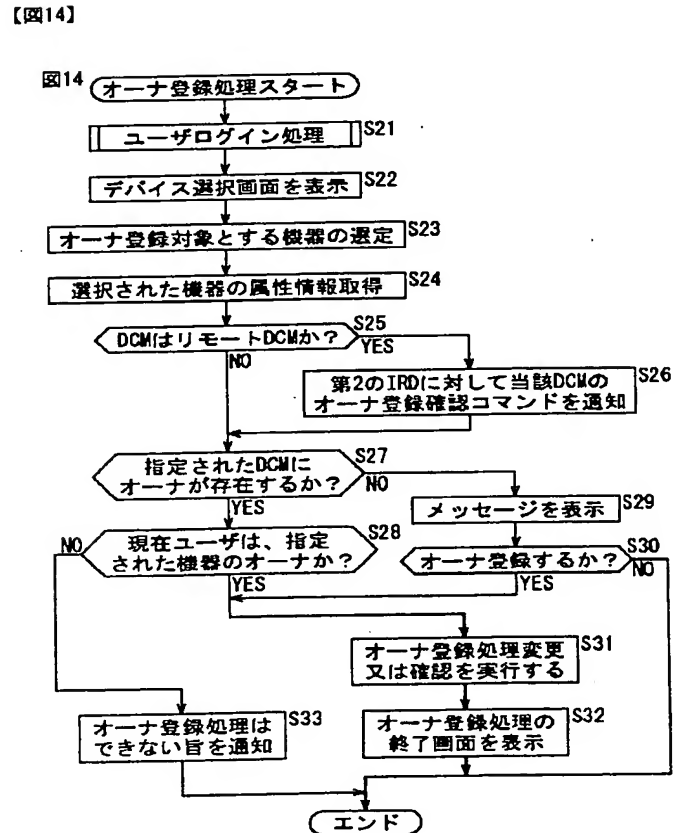 【図14】
図14
オーナ登録処理スタート
ユーザログイン処理 S21
デバイス選択画面を表示 S22
オーナ登録対象とする機器の選定 S23
選択された機器の属性情報取得 S24
DCMはリモートDCMか? S25
YES
NO
第2のIRDに対して当該DCMの
オーナ登録確認コマンドを通知
S26
指定されたDCMに
オーナが存在するか?
S27
NO
YES
メッセージを表示 S29
現在ユーザは、指定
された機器のオーナか?
S28
NO
YES
オーナ登録するか? S30
NO
YES
オーナ登録処理変更
又は確認を実行する
S31
オーナ登録処理の
終了画面を表示
S32
オーナ登録処理は
できない旨を通知
S33
エンド